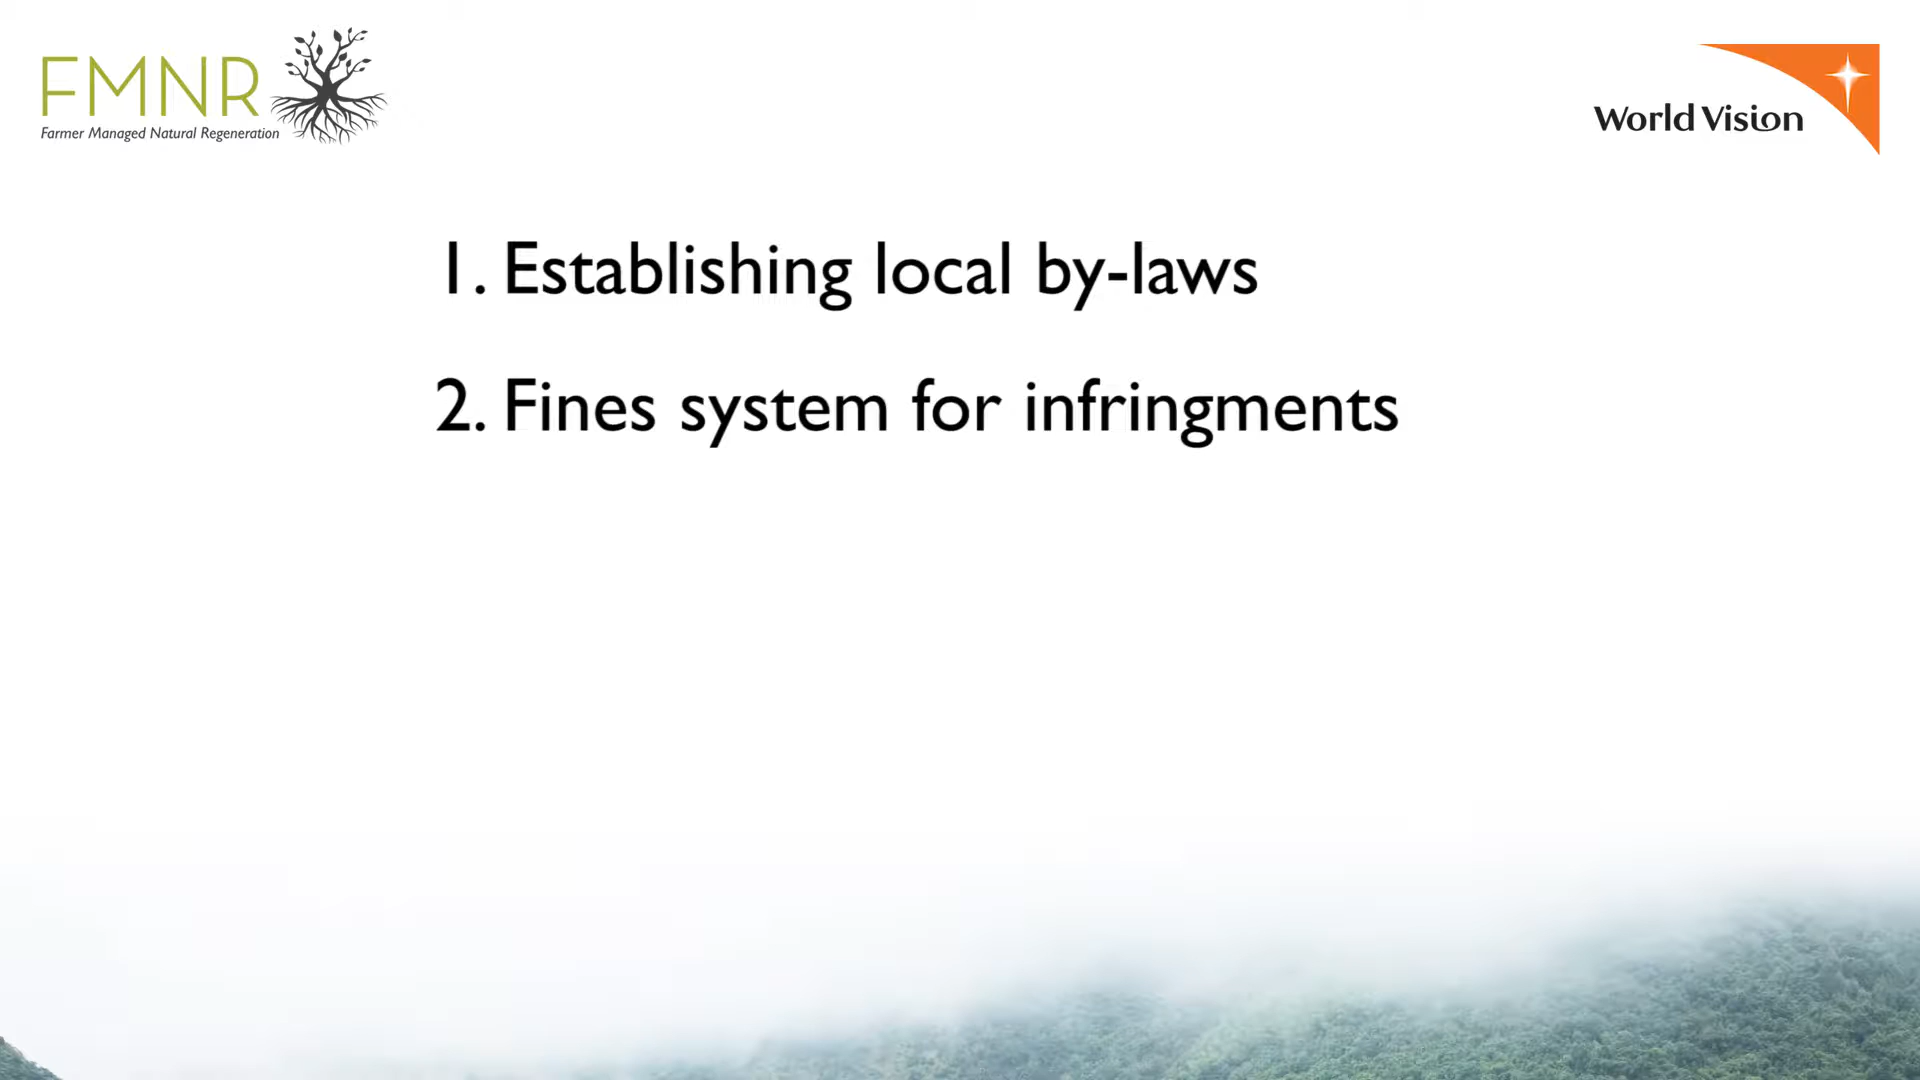 FMNR
Farmer Managed Natural Regeneration
World Vision
1. Establishing local by-laws
2. Fines system for infringments